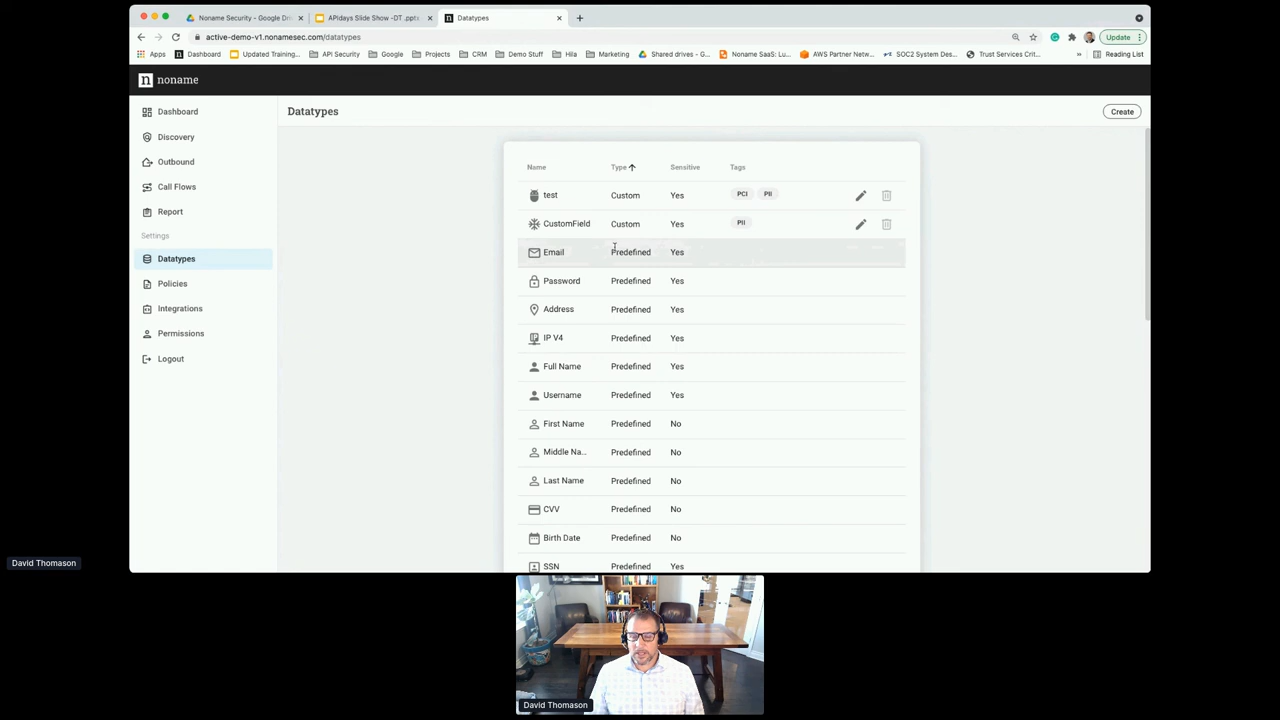 Noname Security - Google Dri
APIdays Slide Show -DT .pptx
Datatypes
active-demo-v1.nonamesec.com/datatypes
Update
Apps
Dashboard
Updated Training...
API Security
Google
Projects
CRM
Demo Stuff
Hila
Marketing
Shared drives - G...
Noname SaaS: Lu...
AWS Partner Netw...
SOC2 System Des...
Trust Services Crit...
»
Reading List
n noname
Dashboard
Discovery
Outbound
Call Flows
Report
Settings
Datatypes
Policies
Integrations
Permissions
Logout
Datatypes
Create
Name Type Sensitive Tags
test Custom Yes PCI PII
CustomField Custom Yes PII
Email Predefined Yes
Password Predefined Yes
Address Predefined Yes
IP V4 Predefined Yes
Full Name Predefined Yes
Username Predefined Yes
First Name Predefined No
Middle Na... Predefined No
Last Name Predefined No
CVV Predefined No
Birth Date Predefined No
SSN Predefined Yes
David Thomason
David Thomason